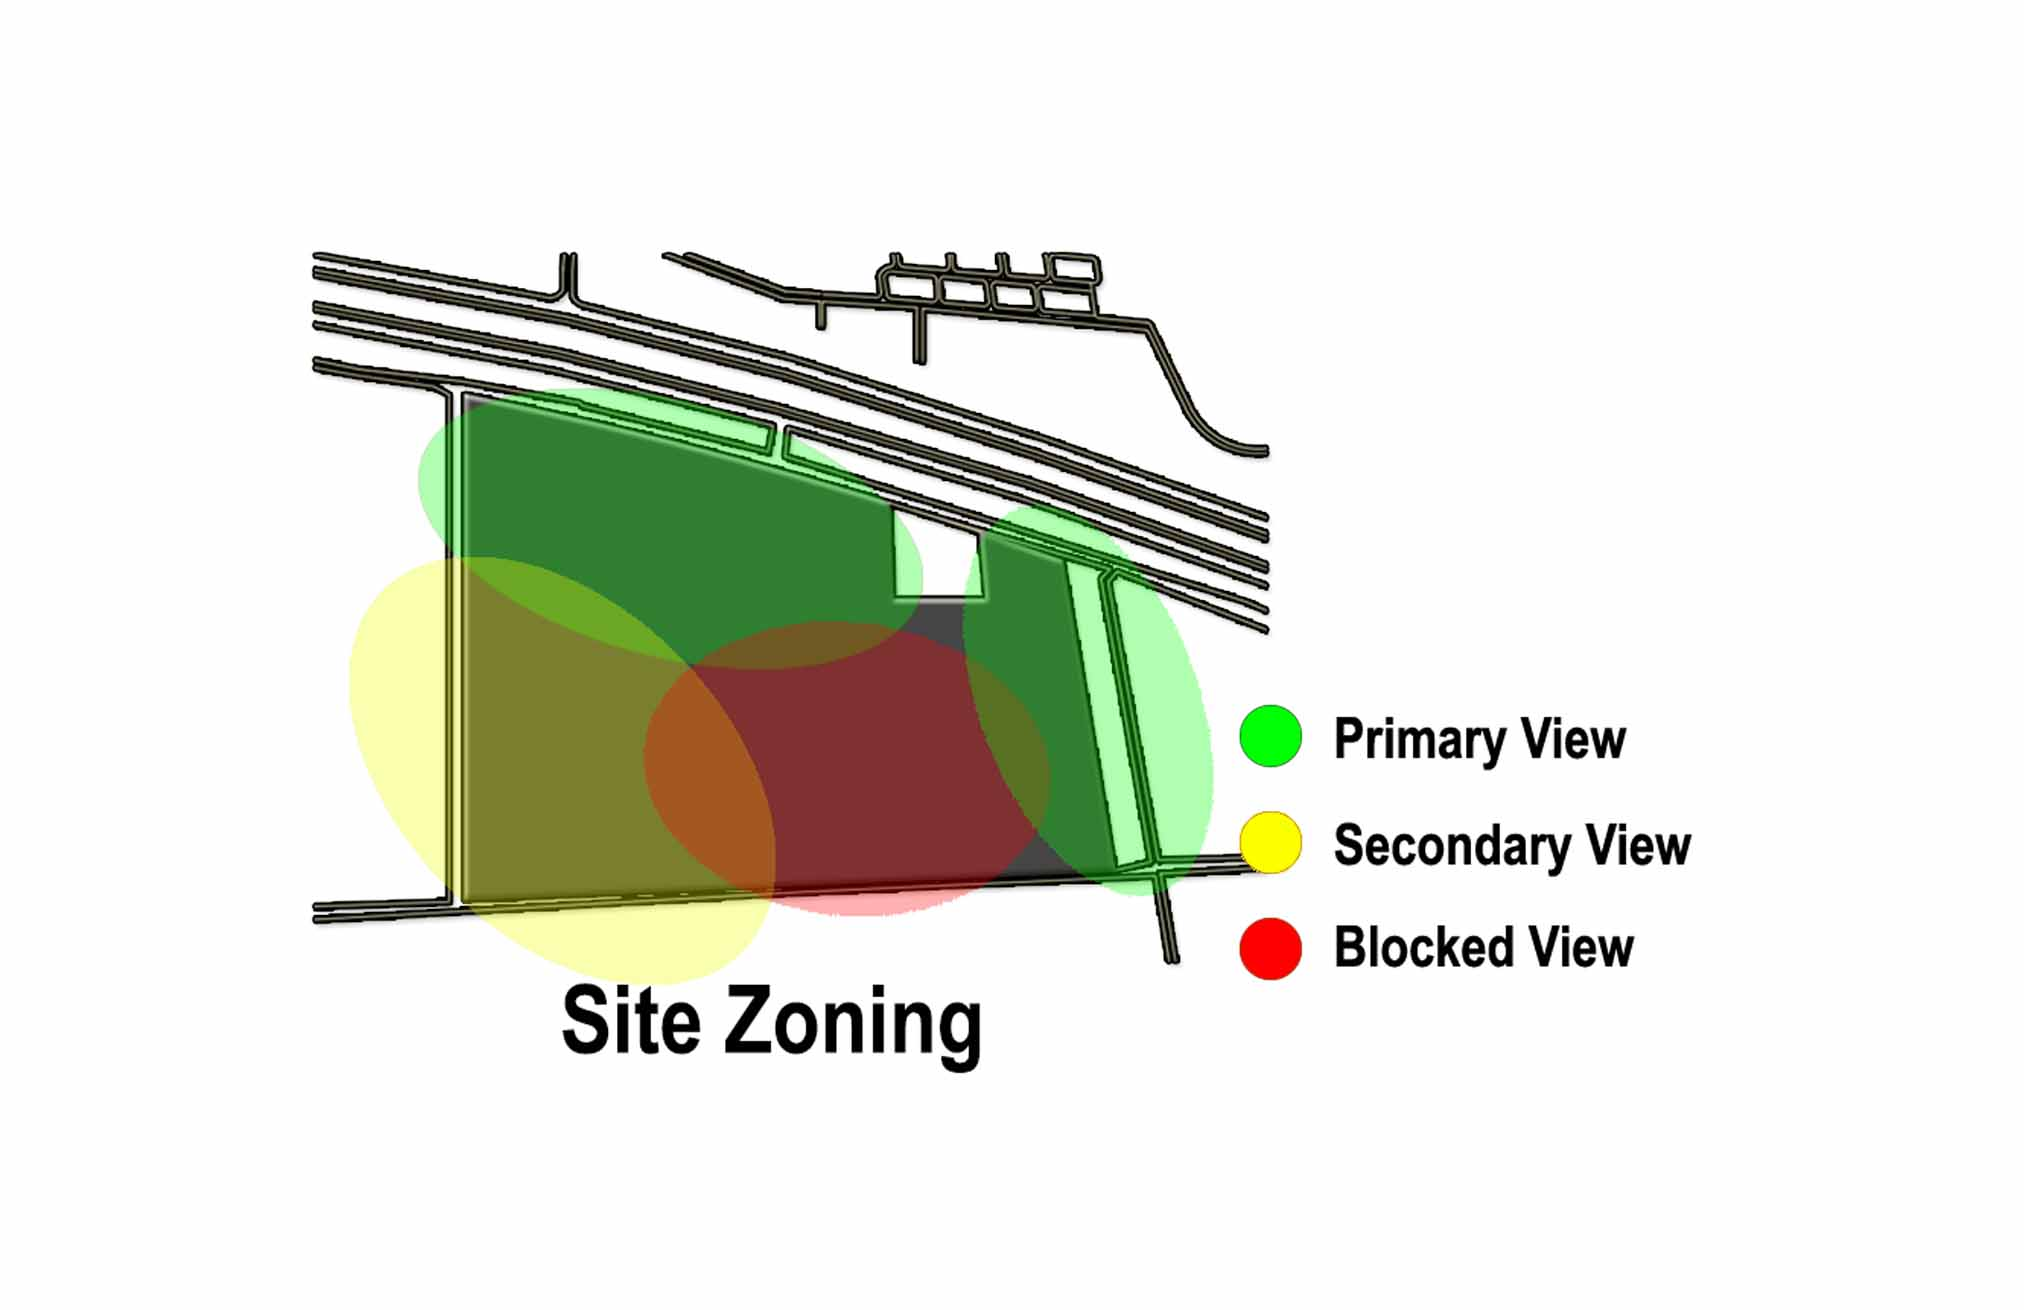 Primary View
Secondary View
Blocked View
Site Zoning